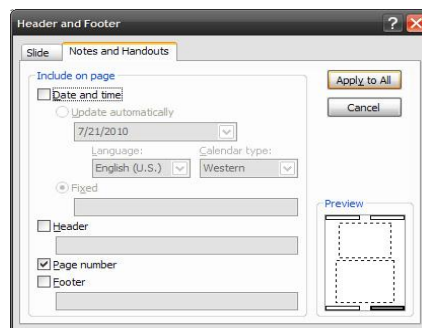 Header and Footer
Slide
Notes and Handouts
Include on page
Date and time
Update automatically
7/21/2010
Language: Calendar type:
English (U.S.) Western
Fixed
Header
Page number
Footer
Apply to All
Cancel
Preview